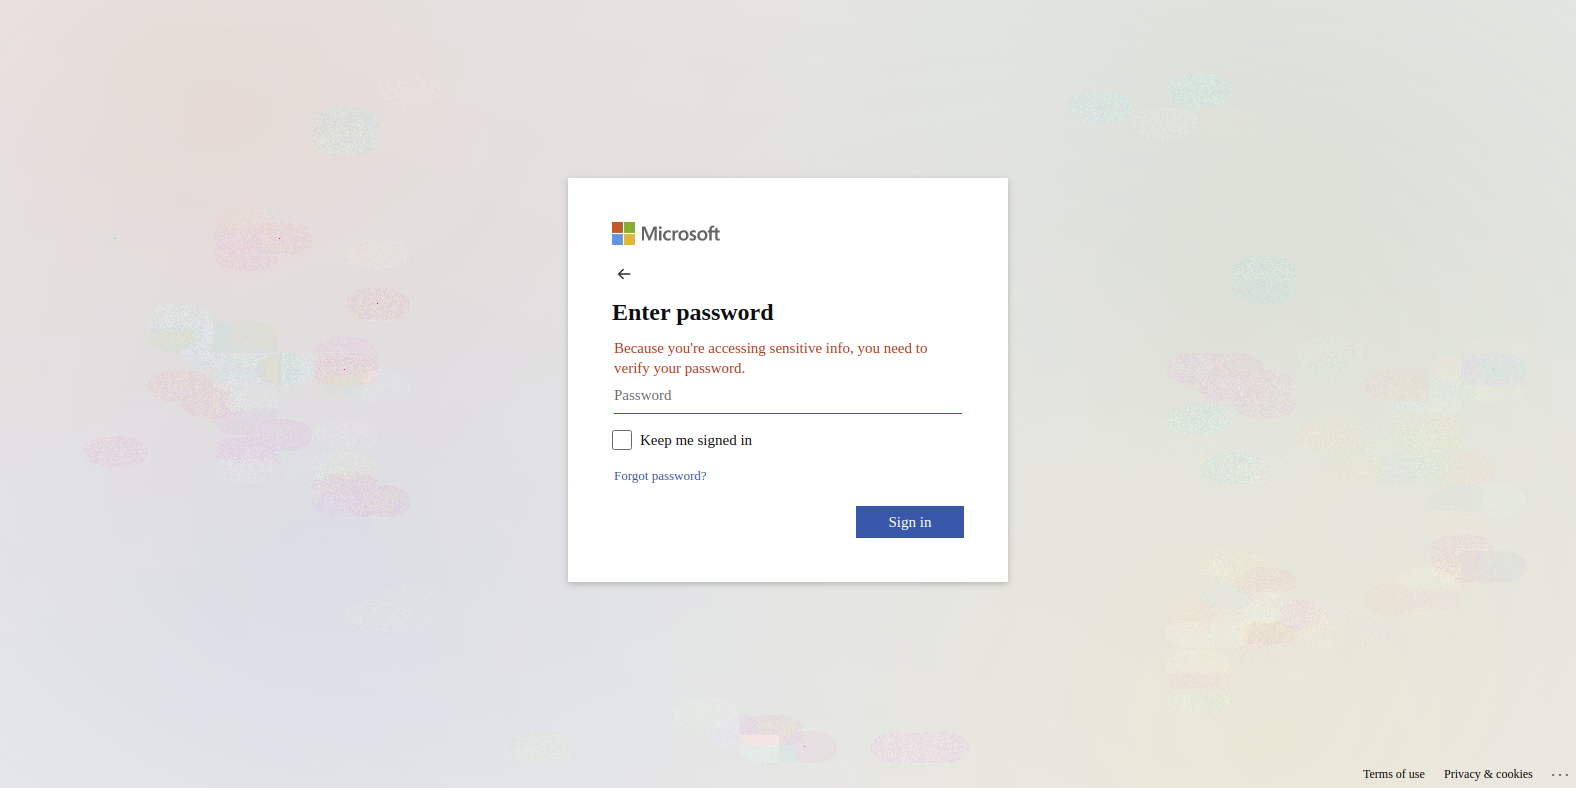 Microsoft
Enter password
Because you're accessing sensitive info, you need to
verify your password.
Password
Keep me signed in
Forgot password?
Sign in
Terms of use Privacy & cookies ...